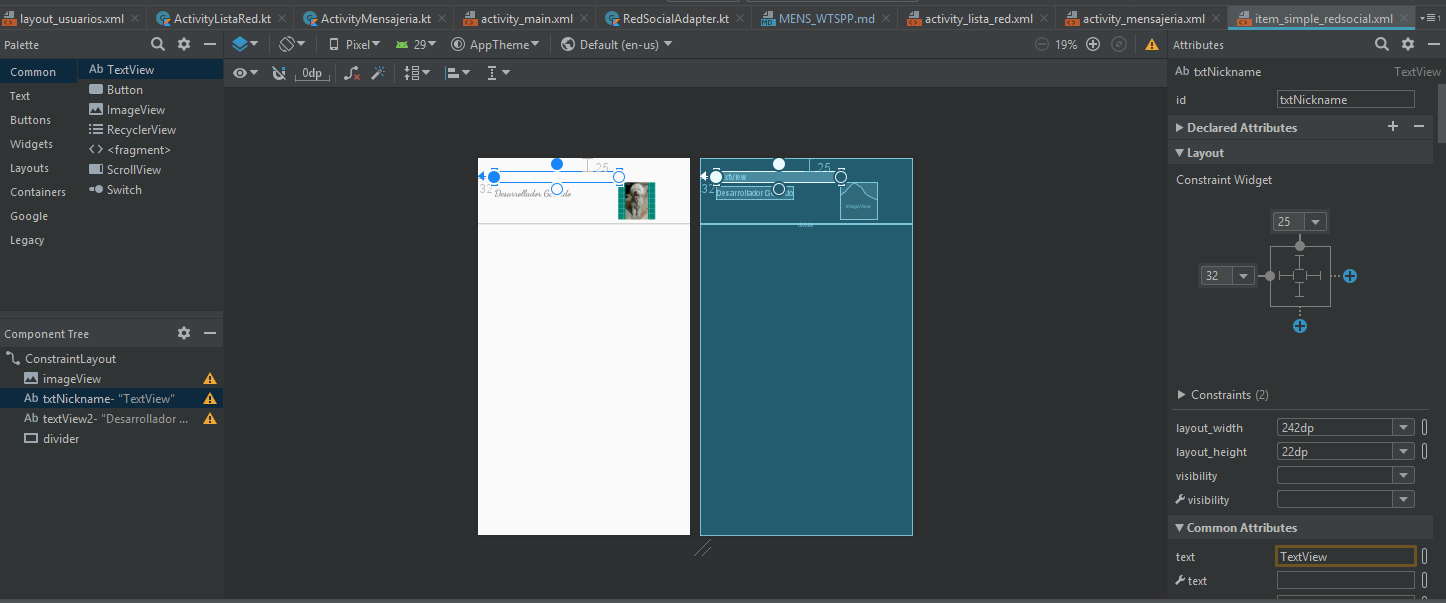 layout_usuarios.xml
ActivityListaRed.kt
ActivityMensajeria.kt
activity_main.xml
RedSocialAdapter.kt
MENS_WTSPP.md
activity_lista_red.xml
activity_mensajeria.xml
item_simple_redsocial.xml
Palette
Pixel
29
AppTheme
Default (en-us)
19%
Attributes
Common
Ab TextView
Ab txtNickname
TextView
0dp
Text
Button
Buttons
ImageView
id
txtNickname
Widgets
RecyclerView
Declared Attributes
Layouts
<fragment>
Layout
Containers
ScrollView
Constraint Widget
Google
Switch
Legacy
25
32
25
32
Desarrollador G
25
32
Desarrollador G
ImageView
divider
Component Tree
ConstraintLayout
imageView
Ab txtNickname- "TextView"
Ab textView2- "Desarrollador ...
divider
Constraints (2)
layout_width
242dp
layout_height
22dp
visibility
visibility
Common Attributes
text
TextView
text